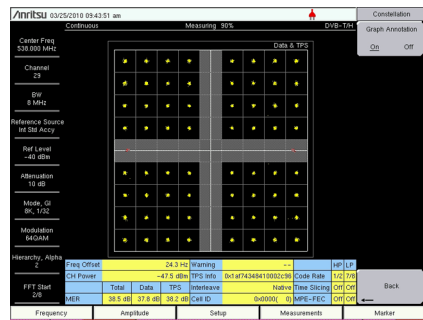 Anritsu 03/25/2010 09:43:51 am
Constellation
Continuous Measuring 90% DVB-T/H
Graph Annotation
On Off
Center Freq
538.000 MHz
Data & TPS
Channel
29
BW
8 MHz
Reference Source
Int Std Accy
Ref Level
-40 dBm
Attenuation
10 dB
Mode, GI
8K, 1/32
Modulation
64QAM
Hierarchy, Alpha
2
FFT Start
2/8
Freq Offset 24.3 Hz Warning -- HP LP
CH Power -47.5 dBm TPS Info 0x1af74348410002c96 Code Rate 1/2 7/8
Total Data TPS Interleave Native Time Slicing Off Off
MER 38.5 dB 37.8 dB 38.2 dB Cell ID 0x0000( 0) MPE-FEC Off Off
Back
Frequency Amplitude Setup Measurements Marker